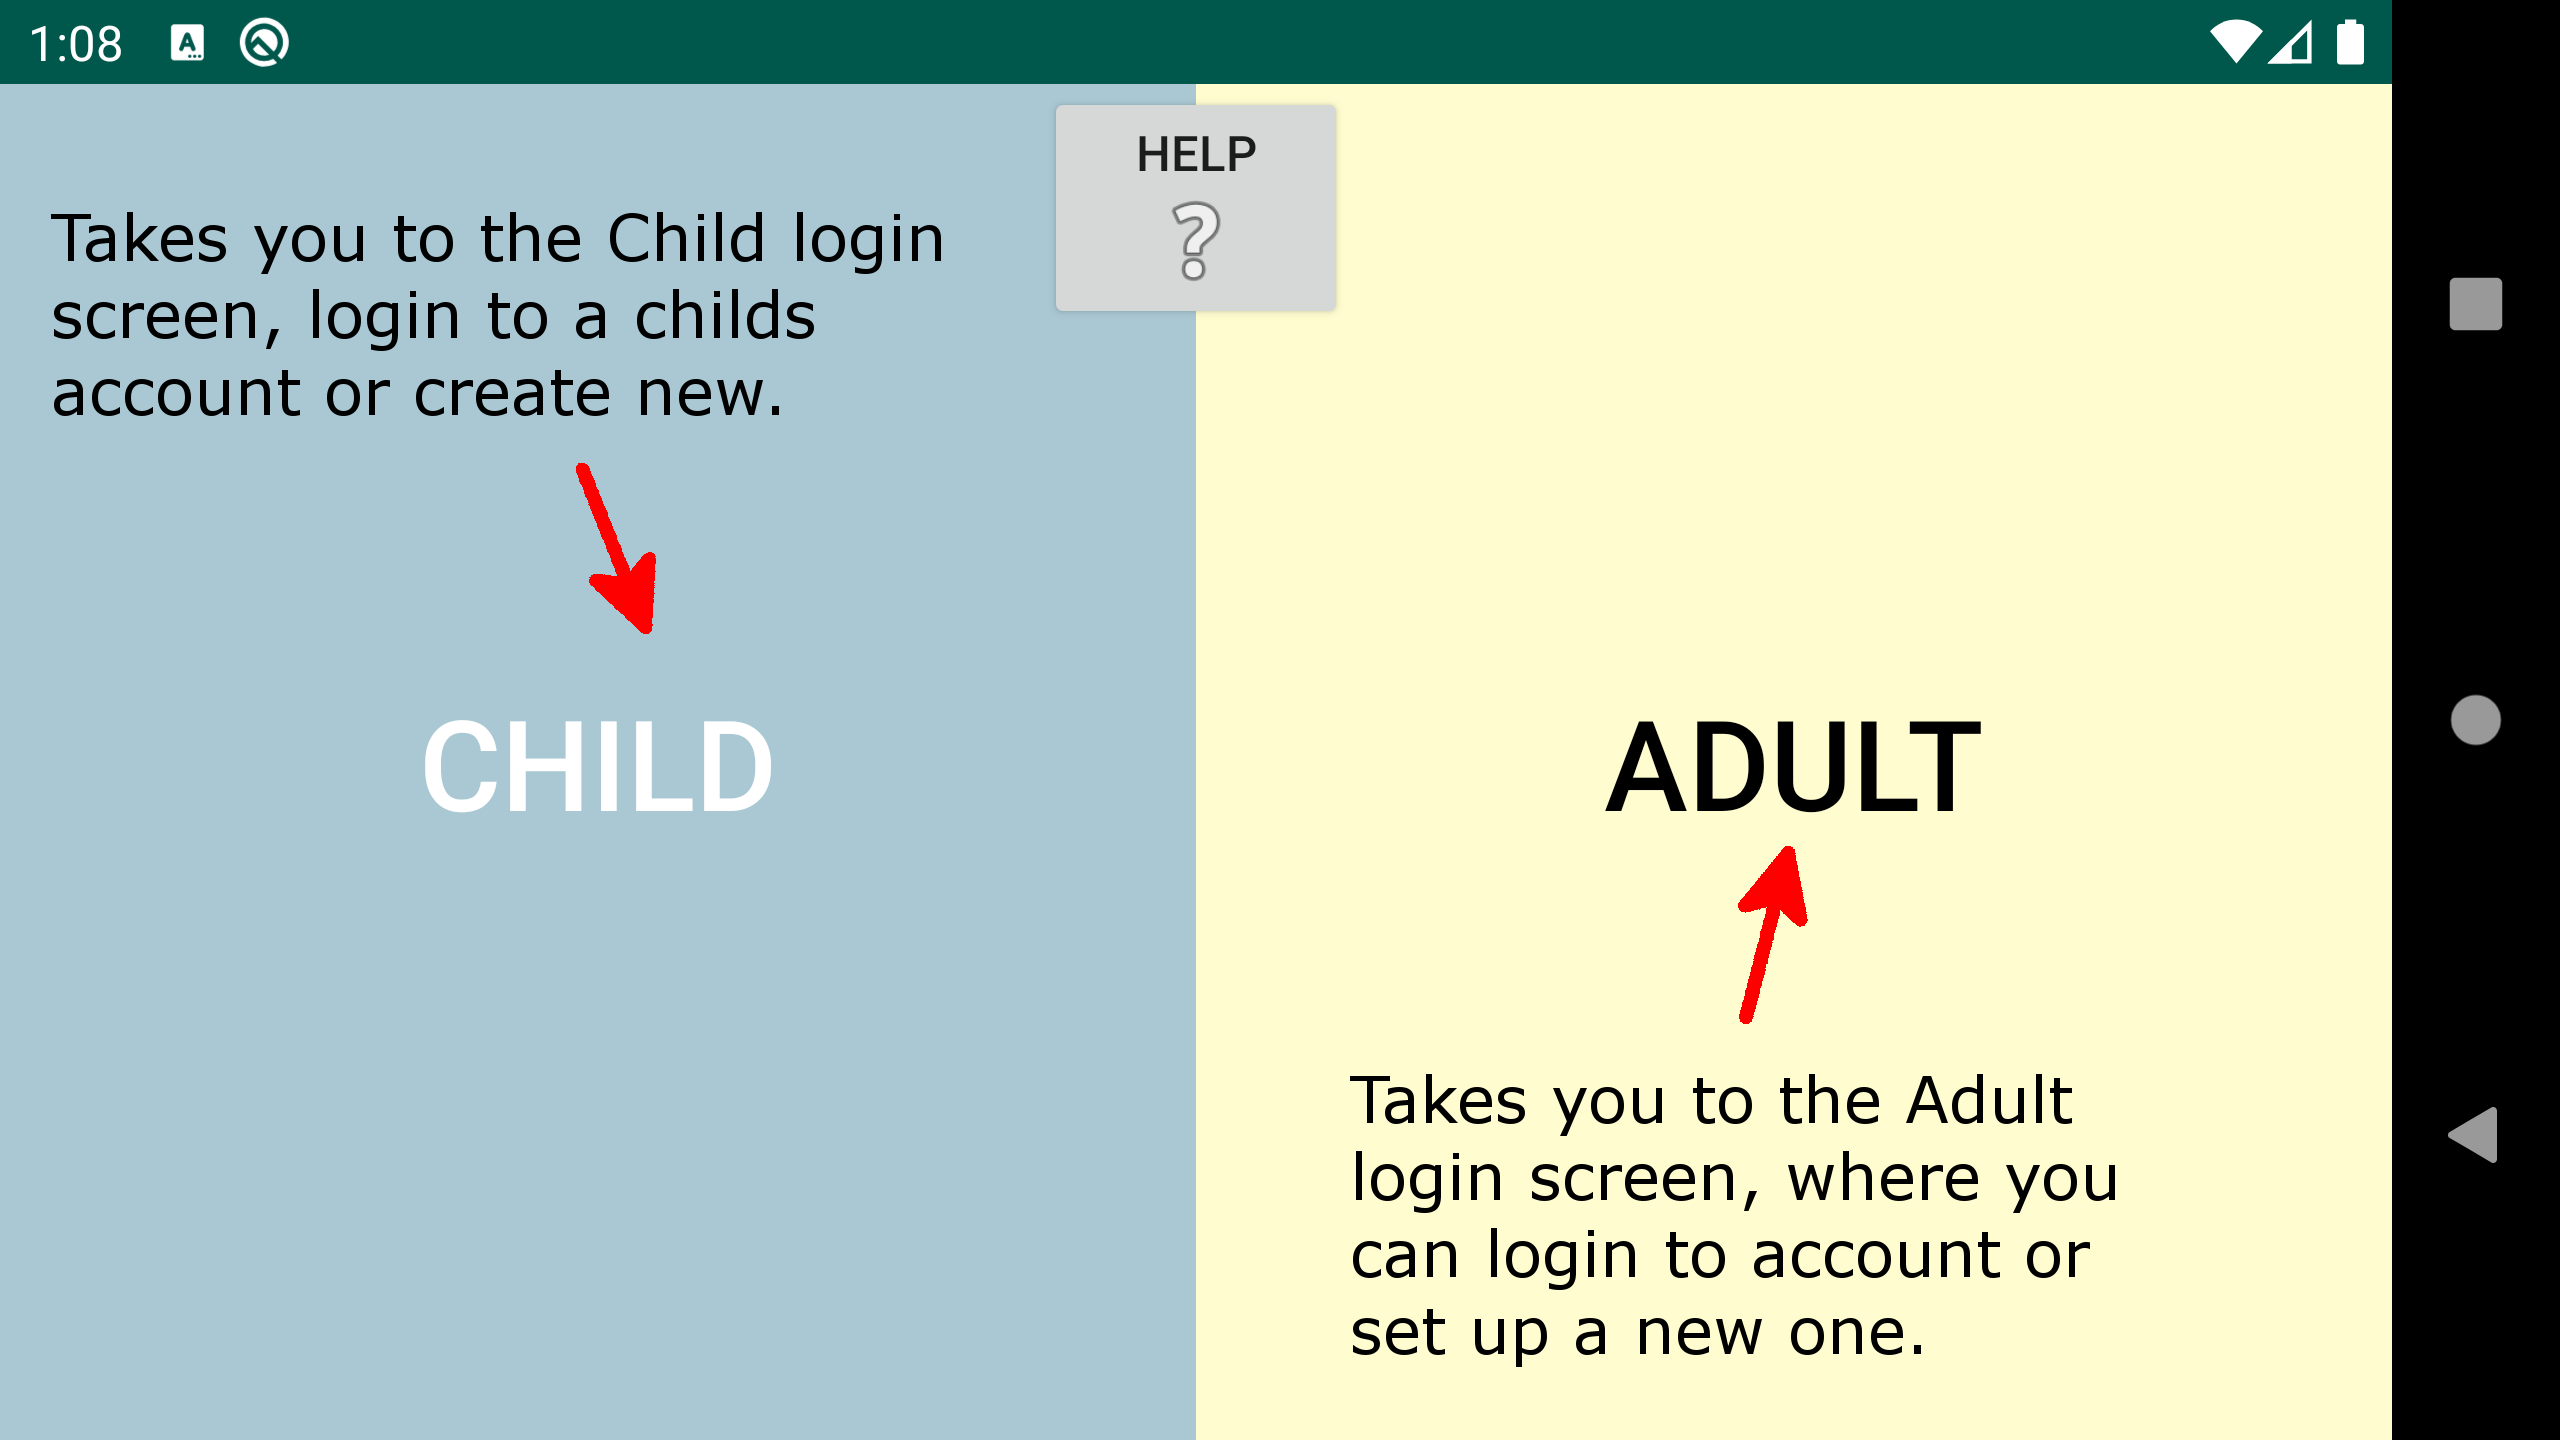 1:08
A
HELP
?
Takes you to the Child login
screen, login to a childs
account or create new.
CHILD
ADULT
Takes you to the Adult
login screen, where you
can login to account or
set up a new one.